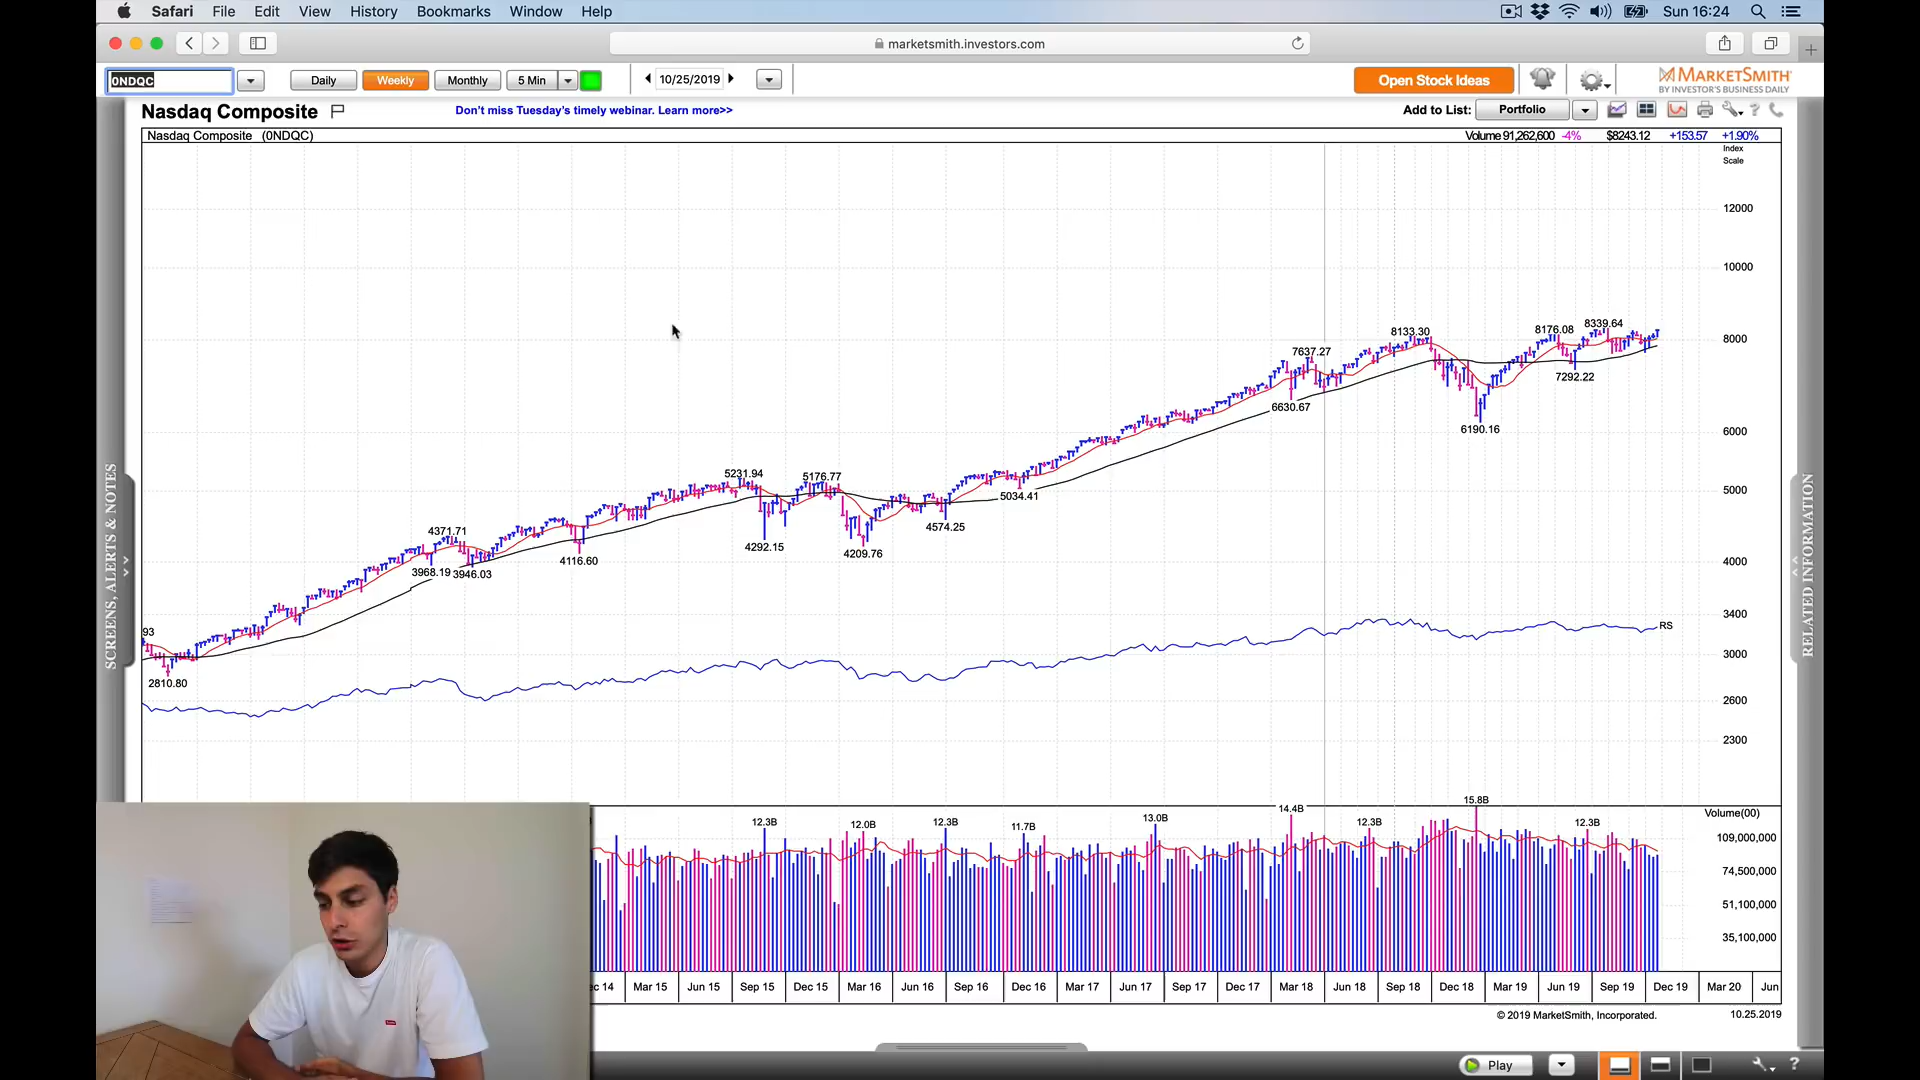 Safari File Edit View History Bookmarks Window Help Sun 16:24
marketsmith.investors.com
0NDQC Daily Weekly Monthly 5 Min 10/25/2019 Open Stock Ideas MARKETSMITH
BY INVESTOR'S BUSINESS DAILY
Nasdaq Composite Don't miss Tuesday's timely webinar. Learn more>> Add to List: Portfolio ?
Nasdaq Composite (0NDQC) Volume 91,262,600 -4% $8243.12 +153.57 +1.90%
Index
Scale
12000
10000
8133.30 8176.08 8339.64
8000
7637.27
7292.22
6630.67
6190.16
6000
5231.94 5176.77
5000
5034.41
4574.25
4371.71
4292.15
4209.76
4116.60
4000
3968.19 3946.03
3400
93
RS
3000
2810.80
2600
2300
SCREENS, ALERTS & NOTES
RELATED INFORMATION
15.8B
14.4B
Volume(00)
12.3B 12.0B 12.3B 11.7B 13.0B 12.3B 12.3B
109,000,000
74,500,000
51,100,000
35,100,000
ec 14 Mar 15 Jun 15 Sep 15 Dec 15 Mar 16 Jun 16 Sep 16 Dec 16 Mar 17 Jun 17 Sep 17 Dec 17 Mar 18 Jun 18 Sep 18 Dec 18 Mar 19 Jun 19 Sep 19 Dec 19 Mar 20 Jun
© 2019 MarketSmith, Incorporated. 10.25.2019
Play ?